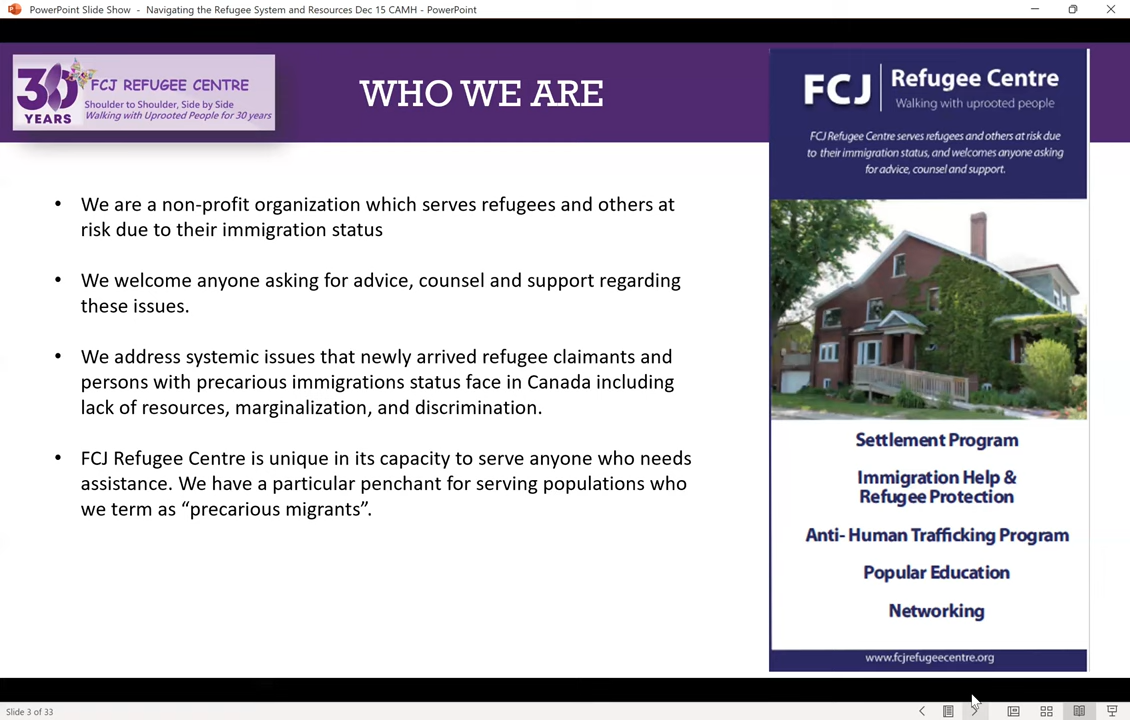 PowerPoint Slide Show - Navigating the Refugee System and Resources Dec 15 CAMH - PowerPoint
30
YEARS
FCJ REFUGEE CENTRE
Shoulder to Shoulder, Side by Side
Walking with Uprooted People for 30 years
WHO WE ARE
• We are a non-profit organization which serves refugees and others at
risk due to their immigration status
• We welcome anyone asking for advice, counsel and support regarding
these issues.
• We address systemic issues that newly arrived refugee claimants and
persons with precarious immigrations status face in Canada including
lack of resources, marginalization, and discrimination.
• FCJ Refugee Centre is unique in its capacity to serve anyone who needs
assistance. We have a particular penchant for serving populations who
we term as “precarious migrants”.
FCJ Refugee Centre
Walking with uprooted people
FCJ Refugee Centre serves refugees and others at risk due
to their immigration status, and welcomes anyone asking
for advice, counsel and support.
Settlement Program
Immigration Help &
Refugee Protection
Anti- Human Trafficking Program
Popular Education
Networking
www.fcjrefugeecentre.org
Slide 3 of 33